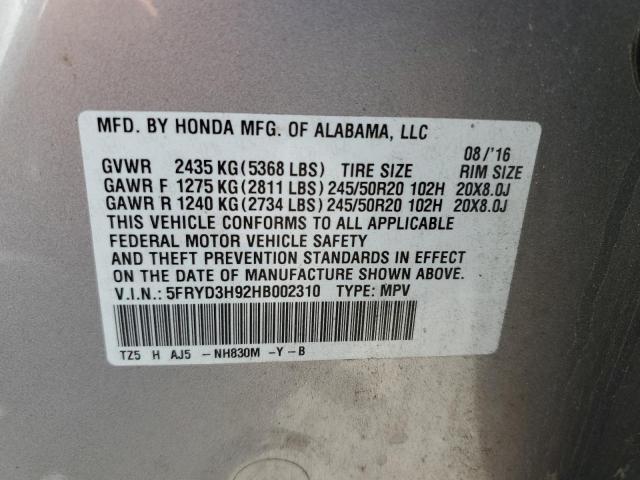 MFD. BY HONDA MFG. OF ALABAMA, LLC
08/'16
GVWR 2435 KG(5368 LBS) TIRE SIZE RIM SIZE
GAWR F 1275 KG(2811 LBS)245/50R20 102H 20X8.0J
GAWR R 1240 KG(2734 LBS)245/50R20 102H 20X8.0J
THIS VEHICLE CONFORMS TO ALL APPLICABLE
FEDERAL MOTOR VEHICLE SAFETY
AND THEFT PREVENTION STANDARDS IN EFFECT
ON THE DATE OF MANUFACTURE SHOWN ABOVE.
V.I.N.: 5FRYD3H92HB002310 TYPE: MPV
TZ5 H AJ5 -NH830M -Y-B